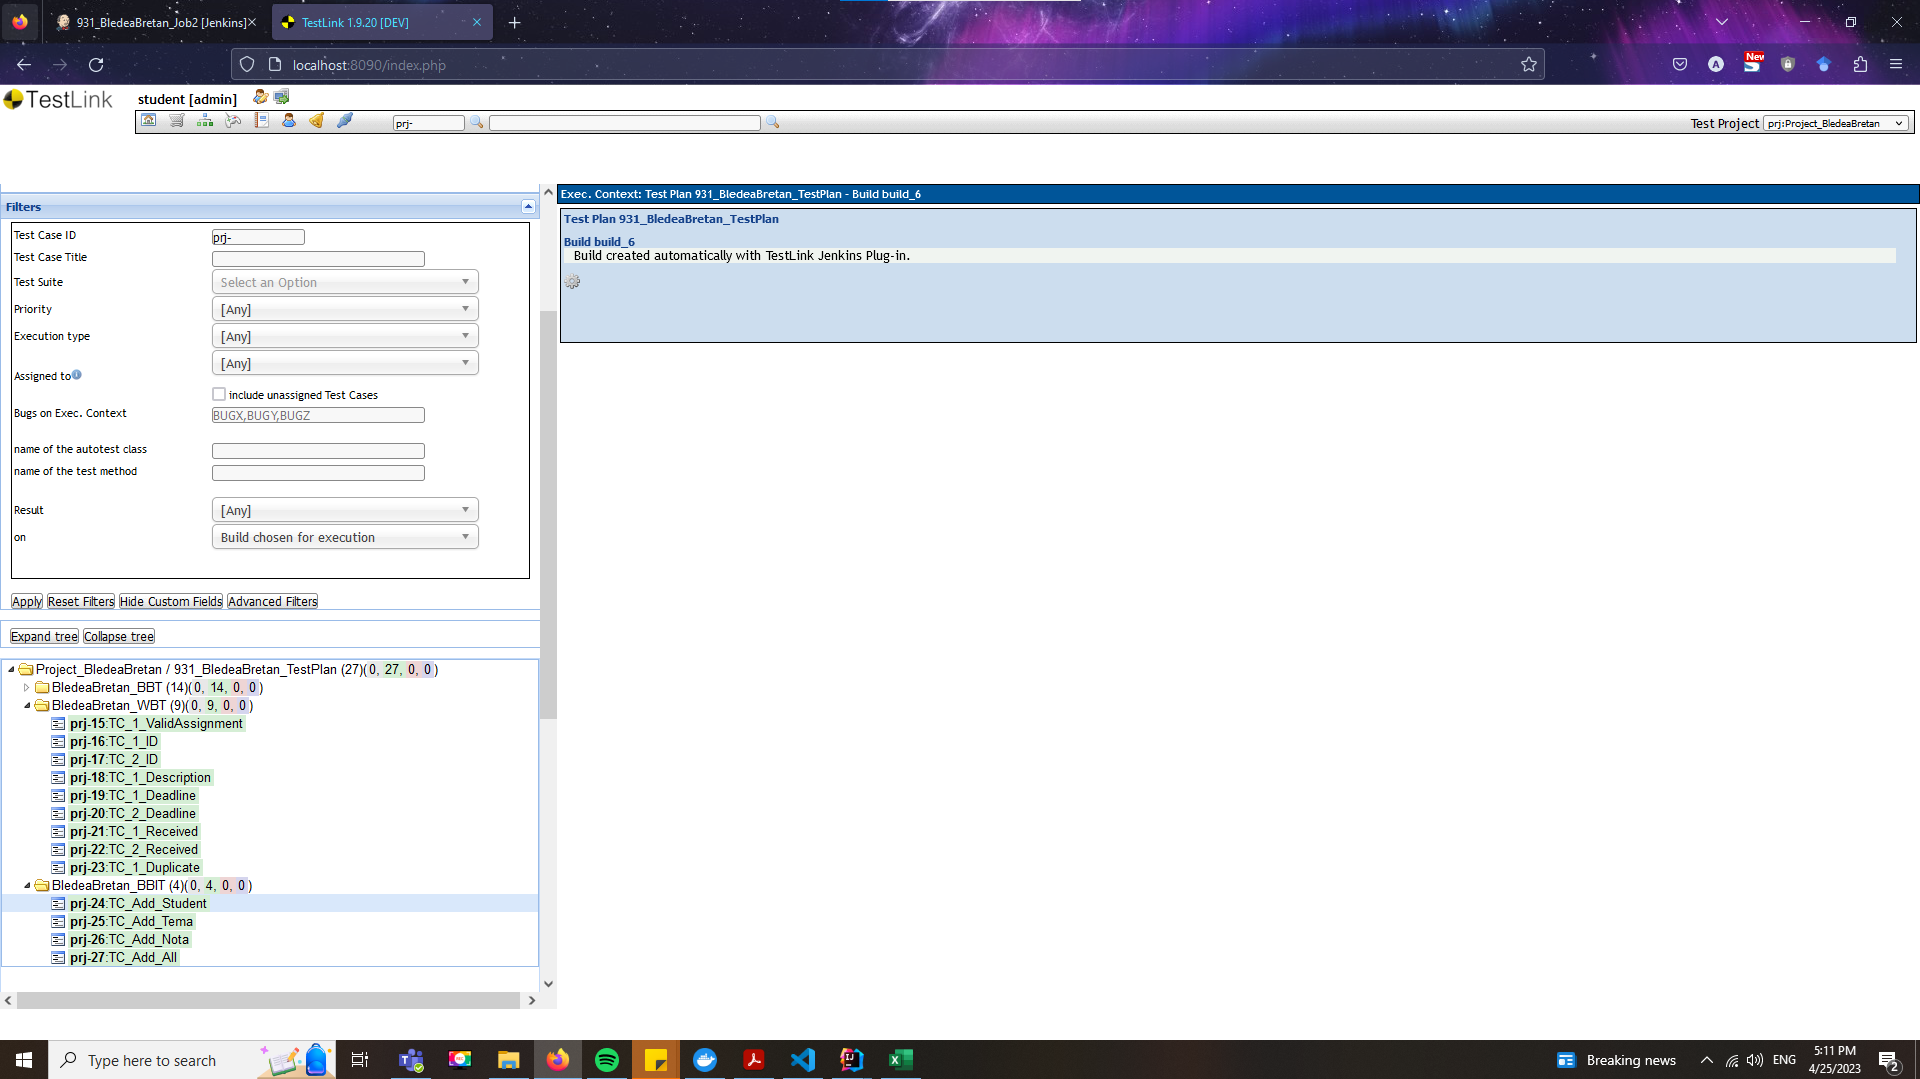 931_BledeaBretan_Job2 [Jenkins]
TestLink 1.9.20 [DEV]
localhost:8090/index.php
New
A
TestLink
student [admin]
prj-
Test Project
prj:Project_BledeaBretan
Filters
Test Case ID
prj-
Test Case Title
Test Suite
Select an Option
Priority
[Any]
Execution type
[Any]
[Any]
Assigned to
include unassigned Test Cases
Bugs on Exec. Context
BUGX,BUGY,BUGZ
name of the autotest class
name of the test method
Result
[Any]
on
Build chosen for execution
Apply
Reset Filters
Hide Custom Fields
Advanced Filters
Expand tree
Collapse tree
Project_BledeaBretan / 931_BledeaBretan_TestPlan (27)(0, 27, 0, 0)
BledeaBretan_BBT (14)(0, 14, 0, 0)
BledeaBretan_WBT (9)(0, 9, 0, 0)
prj-15:TC_1_ValidAssignment
prj-16:TC_1_ID
prj-17:TC_2_ID
prj-18:TC_1_Description
prj-19:TC_1_Deadline
prj-20:TC_2_Deadline
prj-21:TC_1_Received
prj-22:TC_2_Received
prj-23:TC_1_Duplicate
BledeaBretan_BBIT (4)(0, 4, 0, 0)
prj-24:TC_Add_Student
prj-25:TC_Add_Tema
prj-26:TC_Add_Nota
prj-27:TC_Add_All
Exec. Context: Test Plan 931_BledeaBretan_TestPlan - Build build_6
Test Plan 931_BledeaBretan_TestPlan
Build build_6
Build created automatically with TestLink Jenkins Plug-in.
Type here to search
Breaking news
ENG
5:11 PM
4/25/2023
2